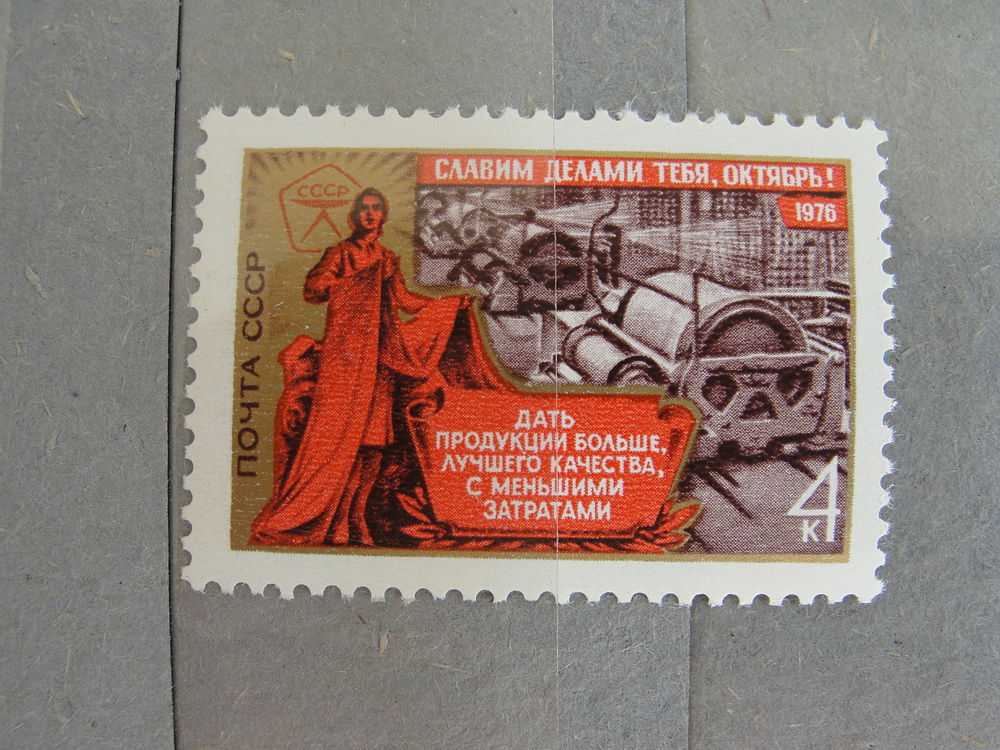 СЛАВИМ ДЕЛАМИ ТЕБЯ, ОКТЯБРЬ!
1976
СССР
ПОЧТА СССР
ДАТЬ
ПРОДУКЦИИ БОЛЬШЕ,
ЛУЧШЕГО КАЧЕСТВА,
С МЕНЬШИМИ
ЗАТРАТАМИ
4
К